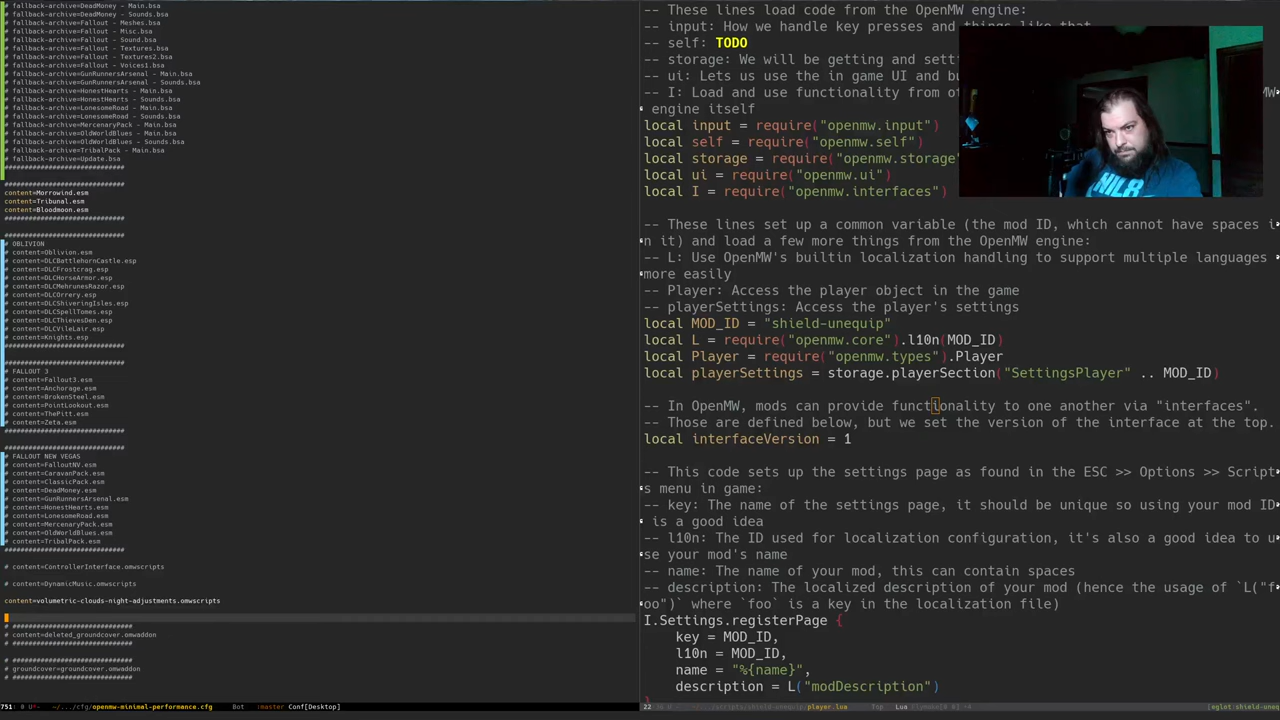 # fallback-archive=DeadMoney - Main.bsa
# fallback-archive=DeadMoney - Sounds.bsa
# fallback-archive=Fallout - Meshes.bsa
# fallback-archive=Fallout - Misc.bsa
# fallback-archive=Fallout - Sound.bsa
# fallback-archive=Fallout - Textures.bsa
# fallback-archive=Fallout - Textures2.bsa
# fallback-archive=Fallout - Voices1.bsa
# fallback-archive=GunRunnersArsenal - Main.bsa
# fallback-archive=GunRunnersArsenal - Sounds.bsa
# fallback-archive=HonestHearts - Main.bsa
# fallback-archive=HonestHearts - Sounds.bsa
# fallback-archive=LonesomeRoad - Main.bsa
# fallback-archive=LonesomeRoad - Sounds.bsa
# fallback-archive=MercenaryPack - Main.bsa
# fallback-archive=OldWorldBlues - Main.bsa
# fallback-archive=OldWorldBlues - Sounds.bsa
# fallback-archive=TribalPack - Main.bsa
# fallback-archive=Update.bsa
##############################
##############################
content=Morrowind.esm
content=Tribunal.esm
content=Bloodmoon.esm
##############################
##############################
# OBLIVION
# content=Oblivion.esm
# content=DLCBattlehornCastle.esp
# content=DLCFrostcrag.esp
# content=DLCHorseArmor.esp
# content=DLCMehrunesRazor.esp
# content=DLCOrrery.esp
# content=DLCShiveringIsles.esp
# content=DLCSpellTomes.esp
# content=DLCThievesDen.esp
# content=DLCVileLair.esp
# content=Knights.esp
##############################
##############################
# FALLOUT 3
# content=Fallout3.esm
# content=Anchorage.esm
# content=BrokenSteel.esm
# content=PointLookout.esm
# content=ThePitt.esm
# content=Zeta.esm
##############################
##############################
# FALLOUT NEW VEGAS
# content=FalloutNV.esm
# content=CaravanPack.esm
# content=ClassicPack.esm
# content=DeadMoney.esm
# content=GunRunnersArsenal.esm
# content=HonestHearts.esm
# content=LonesomeRoad.esm
# content=MercenaryPack.esm
# content=OldWorldBlues.esm
# content=TribalPack.esm
##############################
# content=ControllerInterface.omwscripts
# content=DynamicMusic.omwscripts
content=volumetric-clouds-night-adjustments.omwscripts
# ##############################
# content=deleted_groundcover.omwaddon
# ##############################
# ##############################
# groundcover=groundcover.omwaddon
# ##############################
751: 0 U*- ~/.../cfg/openmw-minimal-performance.cfg Bot :master Conf[Desktop]
-- These lines load code from the OpenMW engine:
-- input: How we handle key presses and things like that
-- self: TODO
-- storage: We will be getting and
-- ui: Lets us use the in game UI and
-- I: Load and use functionality from
engine itself
local input = require("openmw.input")
local self = require("openmw.self")
local storage = require("openmw.storage"
local ui = require("openmw.ui")
local I = require("openmw.interfaces")
-- These lines set up a common variable (the mod ID, which cannot have spaces i
n it) and load a few more things from the OpenMW engine:
-- L: Use OpenMW's builtin localization handling to support multiple languages
more easily
-- Player: Access the player object in the game
-- playerSettings: Access the player's settings
local MOD_ID = "shield-unequip"
local L = require("openmw.core").l10n(MOD_ID)
local Player = require("openmw.types").Player
local playerSettings = storage.playerSection("SettingsPlayer" .. MOD_ID)
-- In OpenMW, mods can provide functionality to one another via "interfaces".
-- Those are defined below, but we set the version of the interface at the top.
local interfaceVersion = 1
-- This code sets up the settings page as found in the ESC >> Options >> Script
s menu in game:
-- key: The name of the settings page, it should be unique so using your mod ID
is a good idea
-- l10n: The ID used for localization configuration, it's also a good idea to u
se your mod's name
-- name: The name of your mod, this can contain spaces
-- description: The localized description of your mod (hence the usage of `L("f
oo")` where `foo` is a key in the localization file)
I.Settings.registerPage {
key = MOD_ID,
l10n = MOD_ID,
name = "%{name}",
description = L("modDescription")
}
player.lua Top Lua